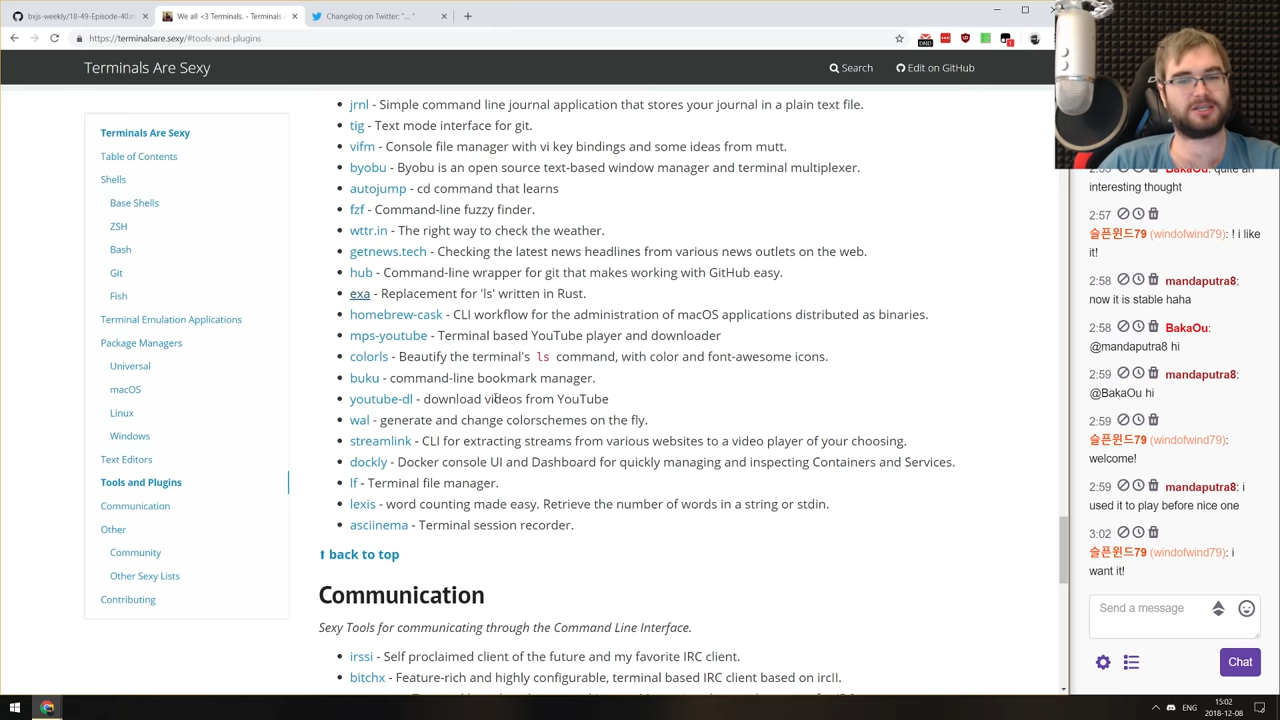 bxjs-weekly/18-49-Episode-40.m
We all <3 Terminals. - Terminals
Changelog on Twitter: "... "
https://terminalsare.sexy/#tools-and-plugins
DND
1
Terminals Are Sexy
Search
Edit on GitHub
Terminals Are Sexy
Table of Contents
Shells
Base Shells
ZSH
Bash
Git
Fish
Terminal Emulation Applications
Package Managers
Universal
macOS
Linux
Windows
Text Editors
Tools and Plugins
Communication
Other
Community
Other Sexy Lists
Contributing
jrnl - Simple command line journal application that stores your journal in a plain text file.
tig - Text mode interface for git.
vifm - Console file manager with vi key bindings and some ideas from mutt.
byobu - Byobu is an open source text-based window manager and terminal multiplexer.
autojump - cd command that learns
fzf - Command-line fuzzy finder.
wttr.in - The right way to check the weather.
getnews.tech - Checking the latest news headlines from various news outlets on the web.
hub - Command-line wrapper for git that makes working with GitHub easy.
exa - Replacement for 'ls' written in Rust.
homebrew-cask - CLI workflow for the administration of macOS applications distributed as binaries.
mps-youtube - Terminal based YouTube player and downloader
colorls - Beautify the terminal's ls command, with color and font-awesome icons.
buku - command-line bookmark manager.
youtube-dl - download videos from YouTube
wal - generate and change colorschemes on the fly.
streamlink - CLI for extracting streams from various websites to a video player of your choosing.
dockly - Docker console UI and Dashboard for quickly managing and inspecting Containers and Services.
lf - Terminal file manager.
lexis - word counting made easy. Retrieve the number of words in a string or stdin.
asciinema - Terminal session recorder.
⬆ back to top
Communication
Sexy Tools for communicating through the Command Line Interface.
irssi - Self proclaimed client of the future and my favorite IRC client.
bitchx - Feature-rich and highly configurable, terminal based IRC client based on ircII.
BakaOu: quite an
interesting thought
2:57
슬픈윈드79 (windofwind79): ! i like
it!
2:58
mandaputra8:
now it is stable haha
2:58
BakaOu:
@mandaputra8 hi
2:59
mandaputra8:
@BakaOu hi
2:59
슬픈윈드79 (windofwind79):
welcome!
2:59
mandaputra8: i
used it to play before nice one
3:02
슬픈윈드79 (windofwind79): i
want it!
Send a message
Chat
ENG
15:02
2018-12-08